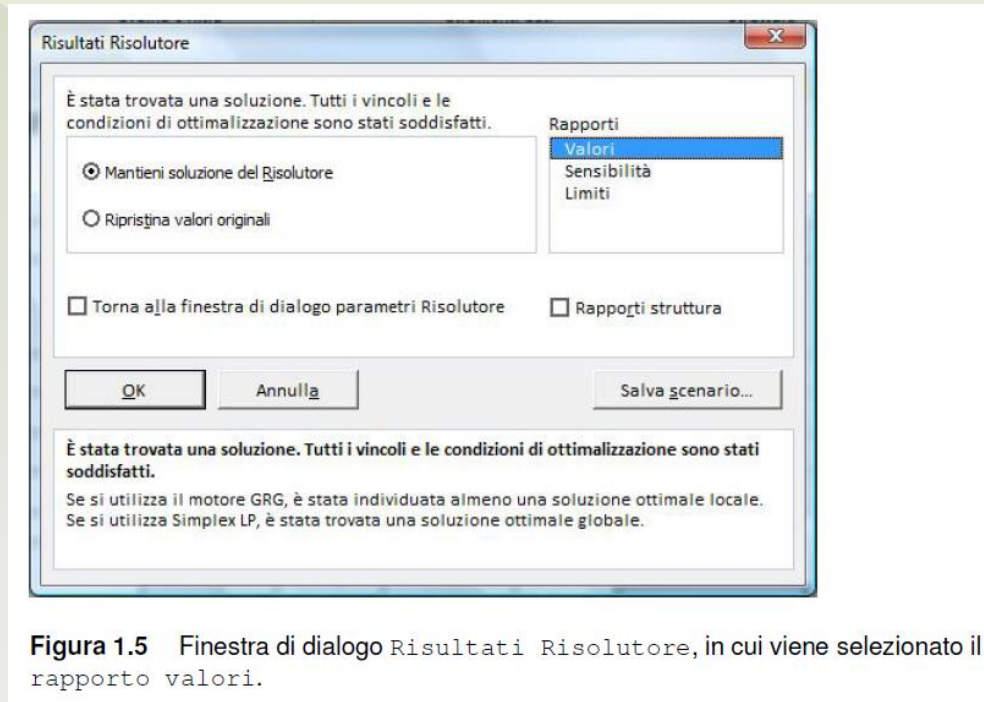 Risultati Risolutore
È stata trovata una soluzione. Tutti i vincoli e le
condizioni di ottimalizzazione sono stati soddisfatti.
Mantieni soluzione del Risolutore
Ripristina valori originali
Rapporti
Valori
Sensibilità
Limiti
Torna alla finestra di dialogo parametri Risolutore
Rapporti struttura
OK
Annulla
Salva scenario...
È stata trovata una soluzione. Tutti i vincoli e le condizioni di ottimalizzazione sono stati
soddisfatti.
Se si utilizza il motore GRG, è stata individuata almeno una soluzione ottimale locale.
Se si utilizza Simplex LP, è stata trovata una soluzione ottimale globale.
Figura 1.5 Finestra di dialogo Risultati Risolutore, in cui viene selezionato il
rapporto valori.